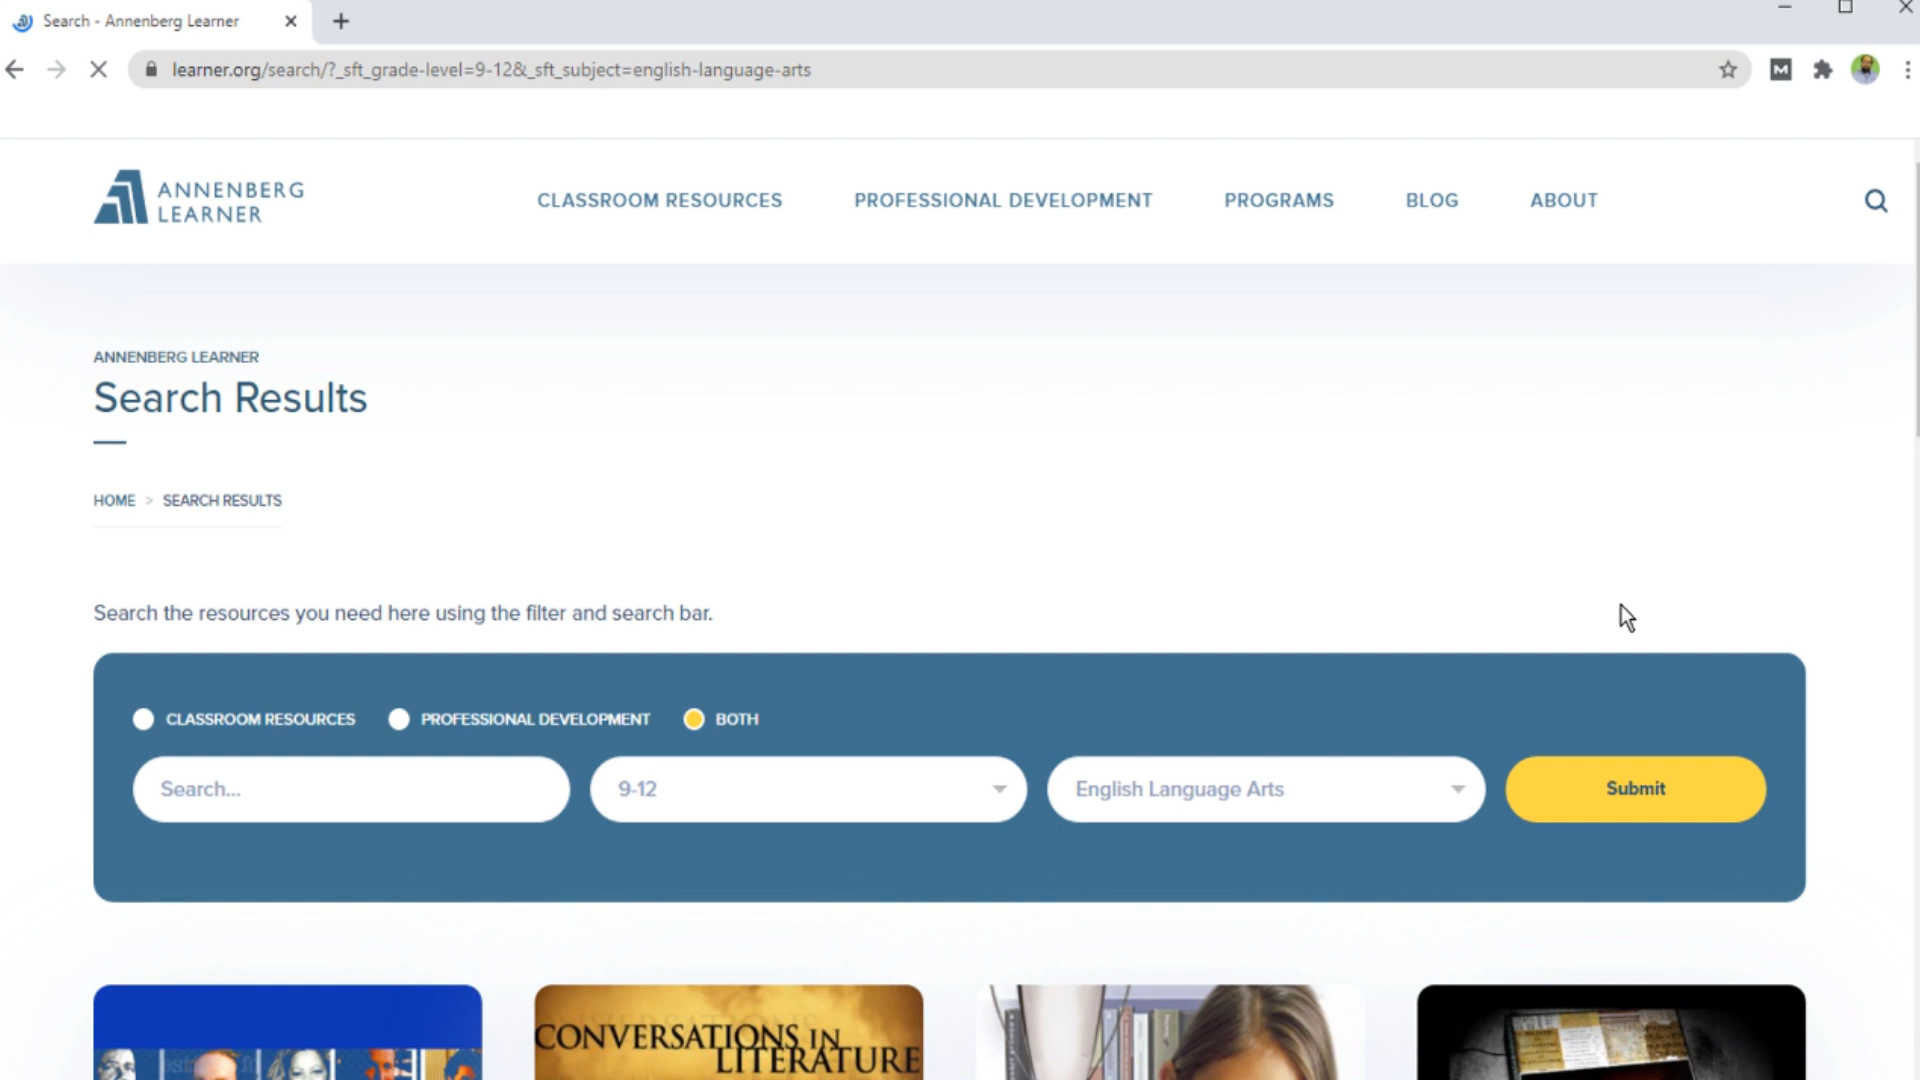 Search - Annenberg Learner
learner.org/search/?_sft_grade-level=9-12&_sft_subject=english-language-arts
ANNENBERG
LEARNER
CLASSROOM RESOURCES
PROFESSIONAL DEVELOPMENT
PROGRAMS
BLOG
ABOUT
ANNENBERG LEARNER
Search Results
HOME > SEARCH RESULTS
Search the resources you need here using the filter and search bar.
CLASSROOM RESOURCES
PROFESSIONAL DEVELOPMENT
BOTH
Search...
9-12
English Language Arts
Submit
CONVERSATIONS IN
LITERATURE